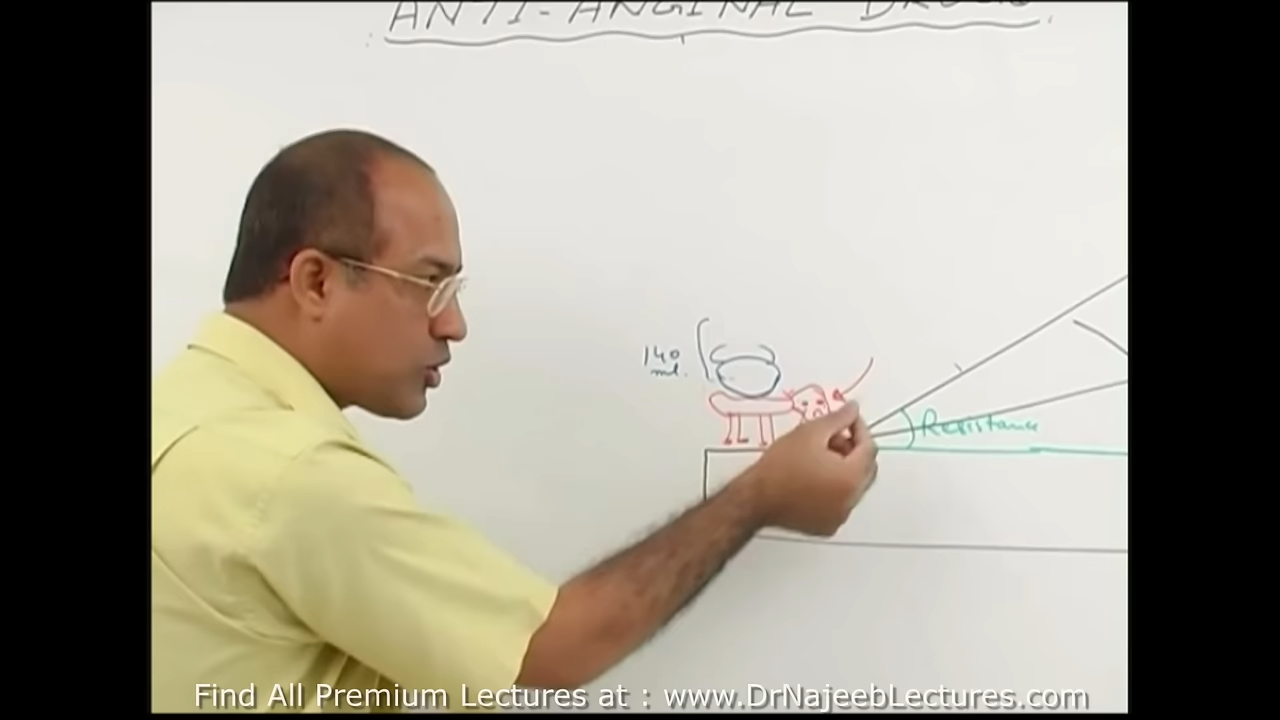 ANTI-ANGINAL DRUGS
140
ml.
Resistance
Find All Premium Lectures at : www.DrNajeebLectures.com